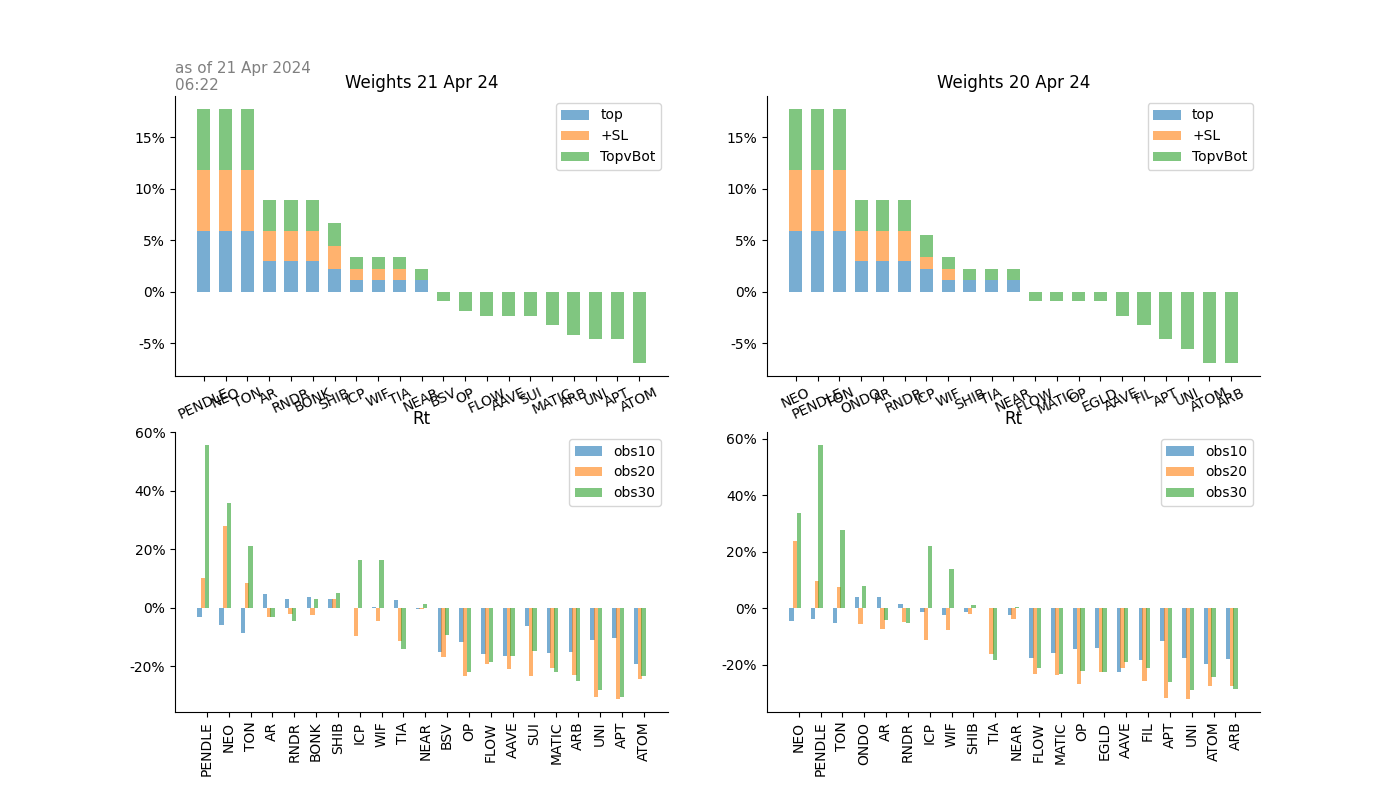 as of 21 Apr 2024
06:22
Weights 21 Apr 24
15%
10%
5%
0%
-5%
top
+SL
TopvBot
PENDLE NEO TON AR RNDR BONK SHIB ICP WIF TIA NEAR BSV OP FLOW AAVE SUI MATIC ARB UNI APT ATOM
Weights 20 Apr 24
15%
10%
5%
0%
-5%
top
+SL
TopvBot
NEO PENDLE TON ONDO AR RNDR ICP WIF SHIB TIA NEAR FLOW MATIC OP EGLD AAVE FIL APT UNI ATOM ARB
Rt
60%
40%
20%
0%
-20%
obs10
obs20
obs30
PENDLE NEO TON AR RNDR BONK SHIB ICP WIF TIA NEAR BSV OP FLOW AAVE SUI MATIC ARB UNI APT ATOM
Rt
60%
40%
20%
0%
-20%
obs10
obs20
obs30
NEO PENDLE TON ONDO AR RNDR ICP WIF SHIB TIA NEAR FLOW MATIC OP EGLD AAVE FIL APT UNI ATOM ARB